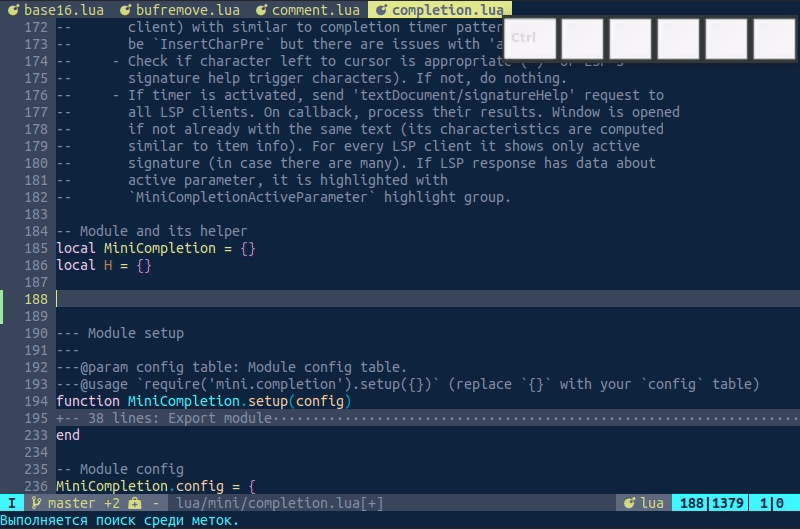 base16.lua bufremove.lua comment.lua completion.lua
Ctrl
172 -- client) with similar to completion timer
173 -- be `InsertCharPre` but there are issues with
174 -- - Check if character left to cursor is appropriate
175 -- signature help trigger characters). If not, do nothing.
176 -- - If timer is activated, send 'textDocument/signatureHelp' request to
177 -- all LSP clients. On callback, process their results. Window is opened
178 -- if not already with the same text (its characteristics are computed
179 -- similar to item info). For every LSP client it shows only active
180 -- signature (in case there are many). If LSP response has data about
181 -- active parameter, it is highlighted with
182 -- `MiniCompletionActiveParameter` highlight group.
183
184 -- Module and its helper
185 local MiniCompletion = {}
186 local H = {}
187
188
189
190 --- Module setup
191 ---
192 ---@param config table: Module config table.
193 ---@usage `require('mini.completion').setup({})` (replace `{}` with your `config` table)
194 function MiniCompletion.setup(config)
195 +-- 38 lines: Export module
233 end
234
235 -- Module config
236 MiniCompletion.config = {
I master +2 - lua/mini/completion.lua[+] lua 188|1379 1|0
Выполняется поиск среди меток.